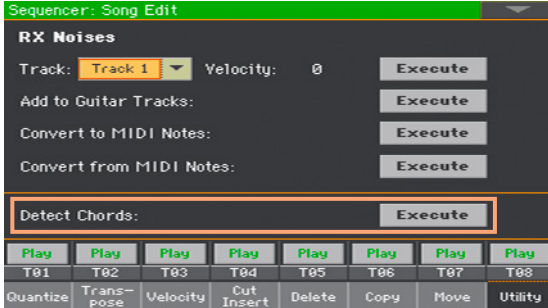 Sequencer: Song Edit
RX Noises
Track: Track 1 Velocity: 0 Execute
Add to Guitar Tracks: Execute
Convert to MIDI Notes: Execute
Convert from MIDI Notes: Execute
Detect Chords: Execute
Play Play Play Play Play Play Play Play
T01 T02 T03 T04 T05 T06 T07 T08
Quantize Trans-pose Velocity Cut Insert Delete Copy Move Utility